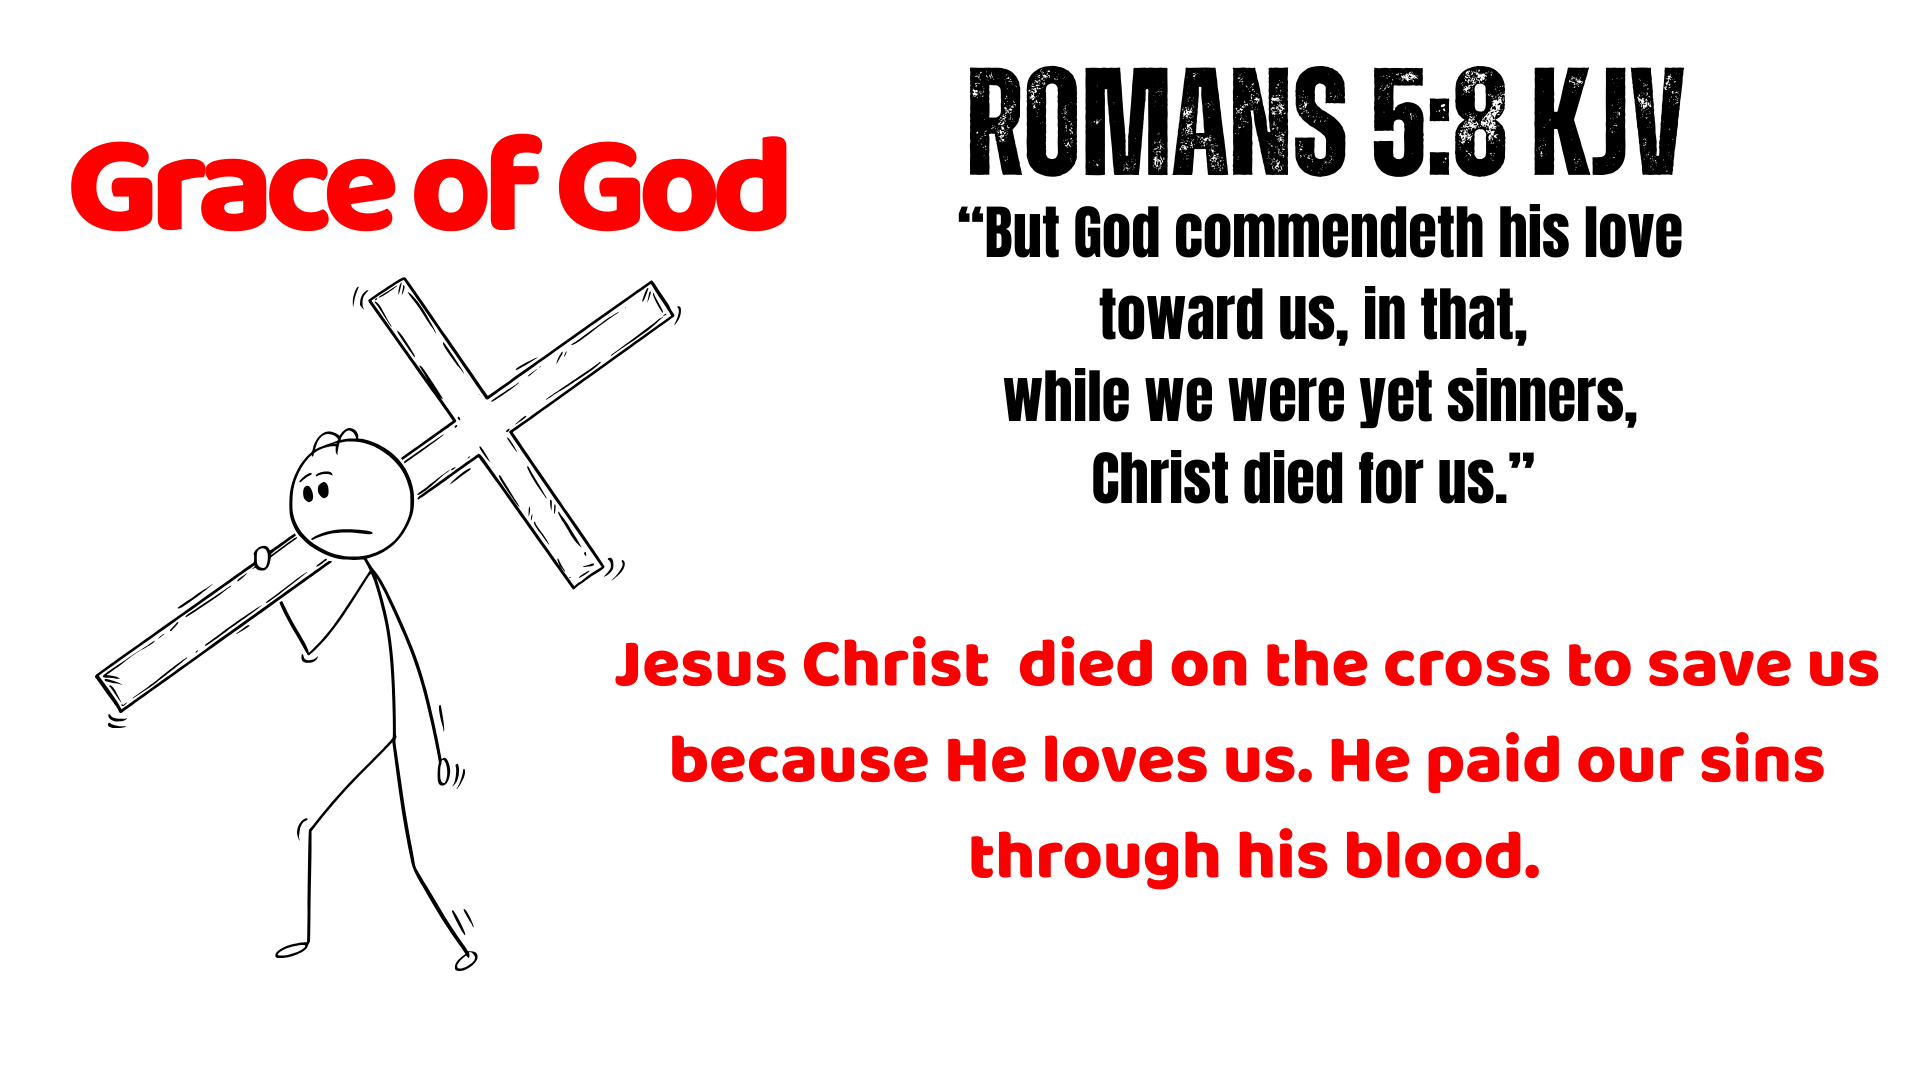 Grace of God
ROMANS 5:8 KJV
“But God commendeth his love
toward us, in that,
while we were yet sinners,
Christ died for us.”
Jesus Christ  died on the cross to save us
because He loves us. He paid our sins
through his blood.